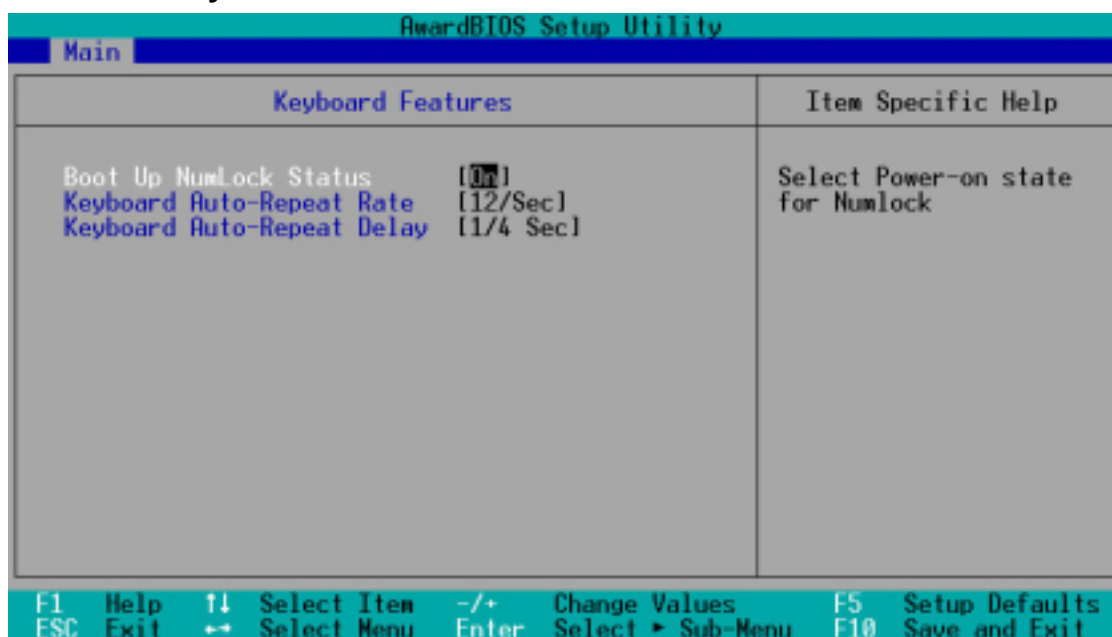 AwardBIOS Setup Utility
Main
Keyboard Features
Item Specific Help
Boot Up NumLock Status [On]
Keyboard Auto-Repeat Rate [12/Sec]
Keyboard Auto-Repeat Delay [1/4 Sec]
Select Power-on state
for Numlock
F1 Help ↑↓ Select Item -/+ Change Values F5 Setup Defaults
ESC Exit ←→ Select Menu Enter Select ► Sub-Menu F10 Save and Exit